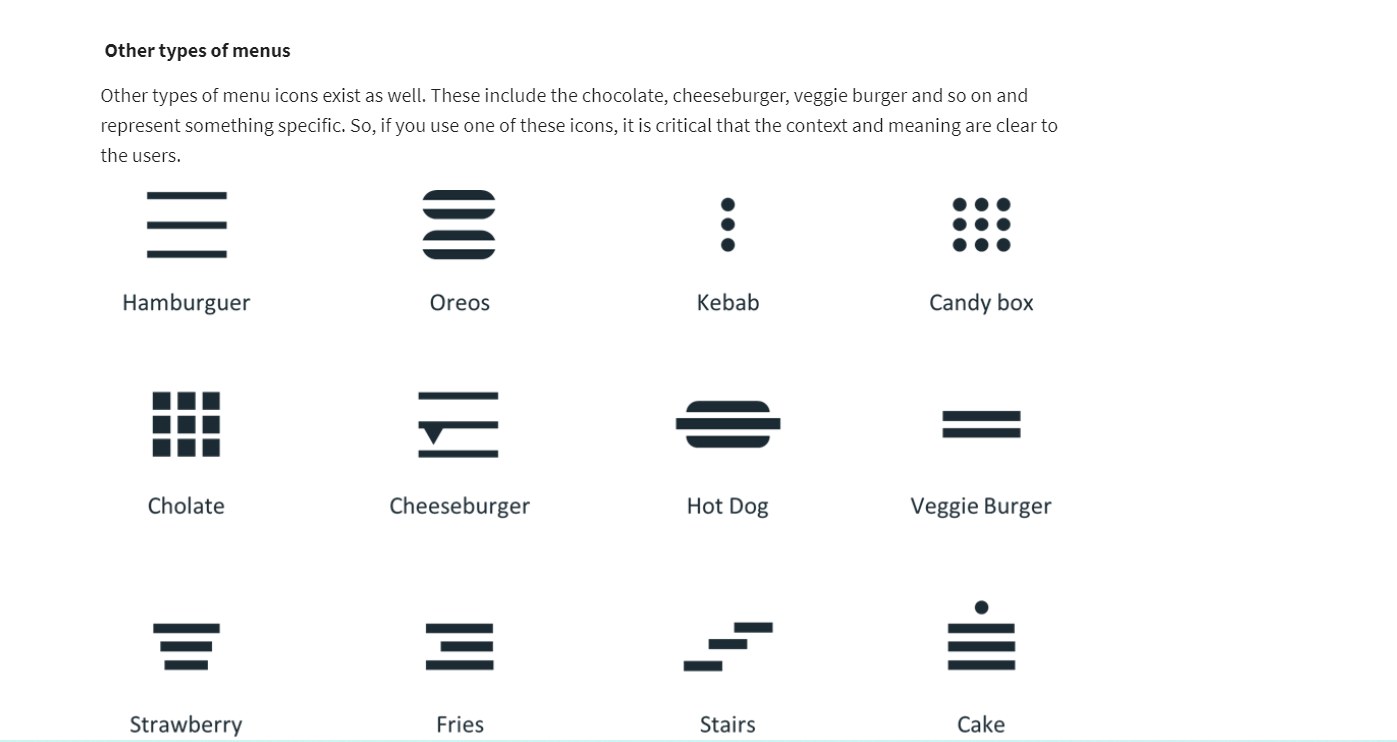 Other types of menus
Other types of menu icons exist as well. These include the chocolate, cheeseburger, veggie burger and so on and
represent something specific. So, if you use one of these icons, it is critical that the context and meaning are clear to
the users.
Hamburguer Oreos Kebab Candy box
Cholate Cheeseburger Hot Dog Veggie Burger
Strawberry Fries Stairs Cake